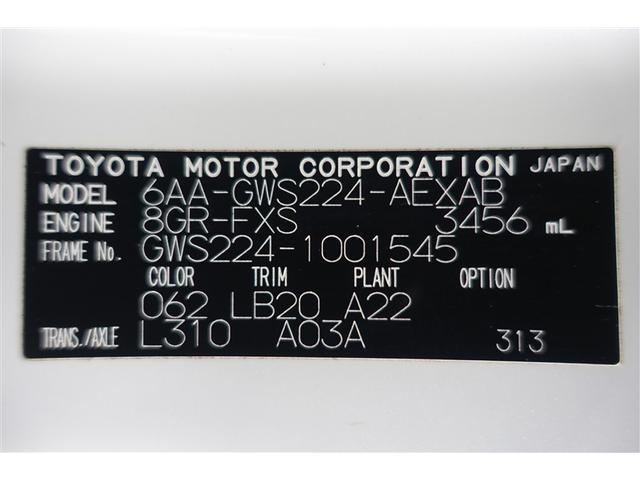 TOYOTA MOTOR CORPORATION JAPAN
MODEL 6AA-GWS224-AEXAB
ENGINE 8GR-FXS 3456 mL
FRAME No. GWS224-1001545
COLOR TRIM PLANT OPTION
062 LB20 A22
TRANS./AXLE L310 A03A 313